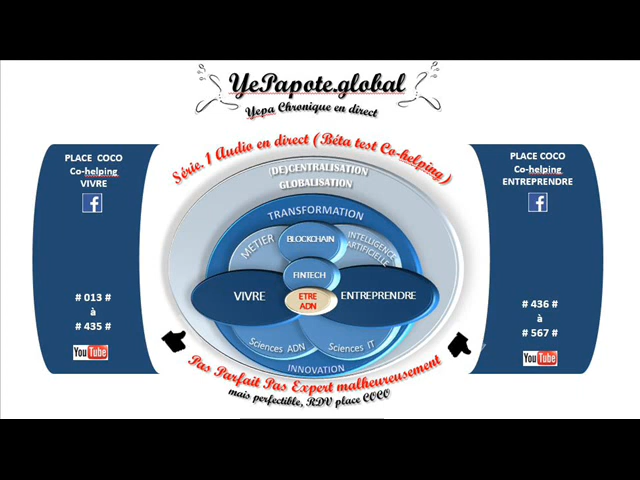 YePapote.global
Yepa Chronique en direct
Série. 1 Audio en direct (Béta test Co-helping)
PLACE COCO
Co-helping
VIVRE
# 013 #
à
# 435 #
YouTube
(DE)CENTRALISATION
GLOBALISATION
TRANSFORMATION
METIER
BLOCKCHAIN
INTELLIGENCE
ARTIFICIELLE
FINTECH
VIVRE
ETRE
ADN
ENTREPRENDRE
Sciences ADN
Sciences IT
INNOVATION
PLACE COCO
Co-helping
ENTREPRENDRE
# 436 #
à
# 567 #
YouTube
Pas Parfait Pas Expert malheureusement
mais perfectible, RDV place COCO